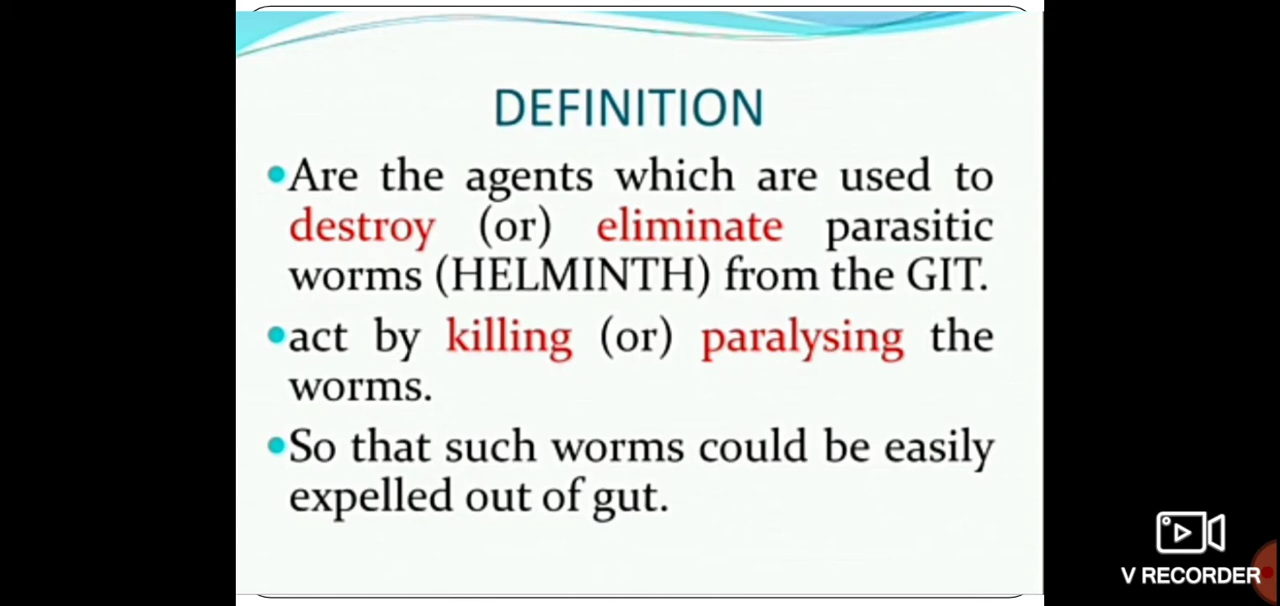 DEFINITION
•Are the agents which are used to
destroy (or) eliminate parasitic
worms (HELMINTH) from the GIT.
•act by killing (or) paralysing the
worms.
•So that such worms could be easily
expelled out of gut.
V RECORDER